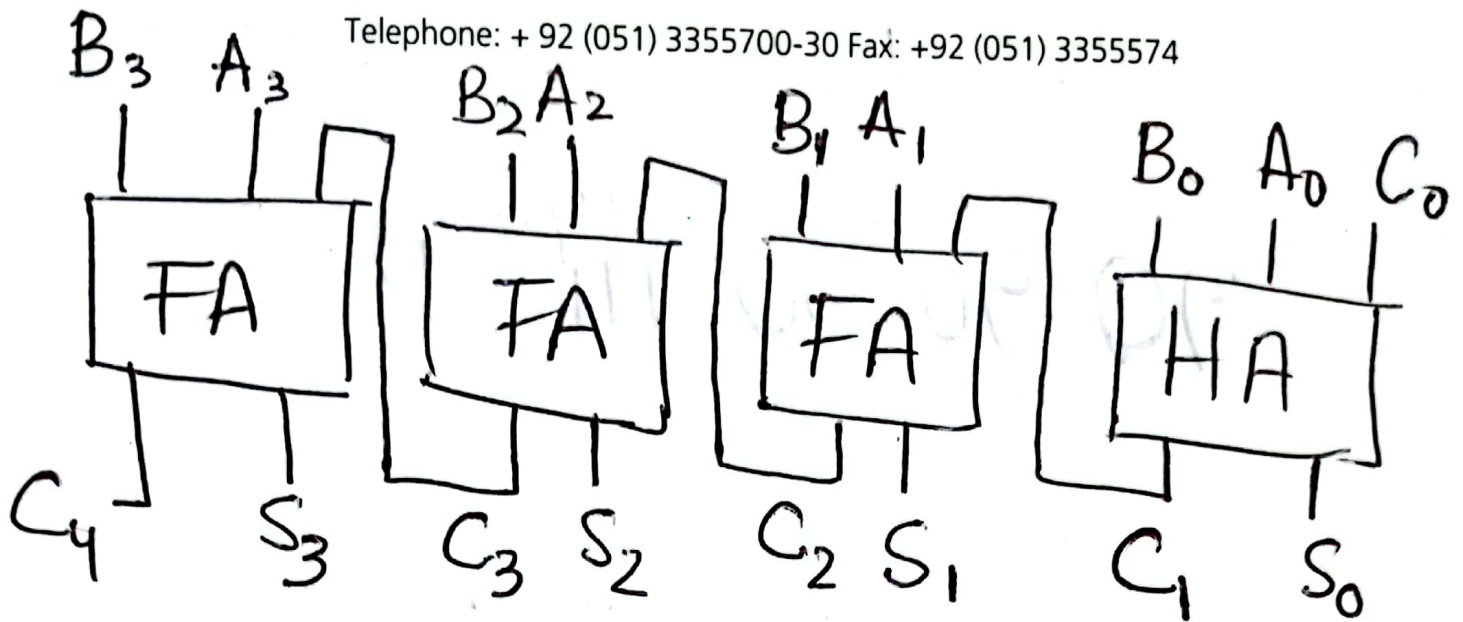 Telephone: + 92 (051) 3355700-30 Fax: +92 (051) 3355574
B3 A3 B2 A2 B1 A1 B0 A0 C0
FA FA FA HA
C4 S3 C3 S2 C2 S1 C1 S0